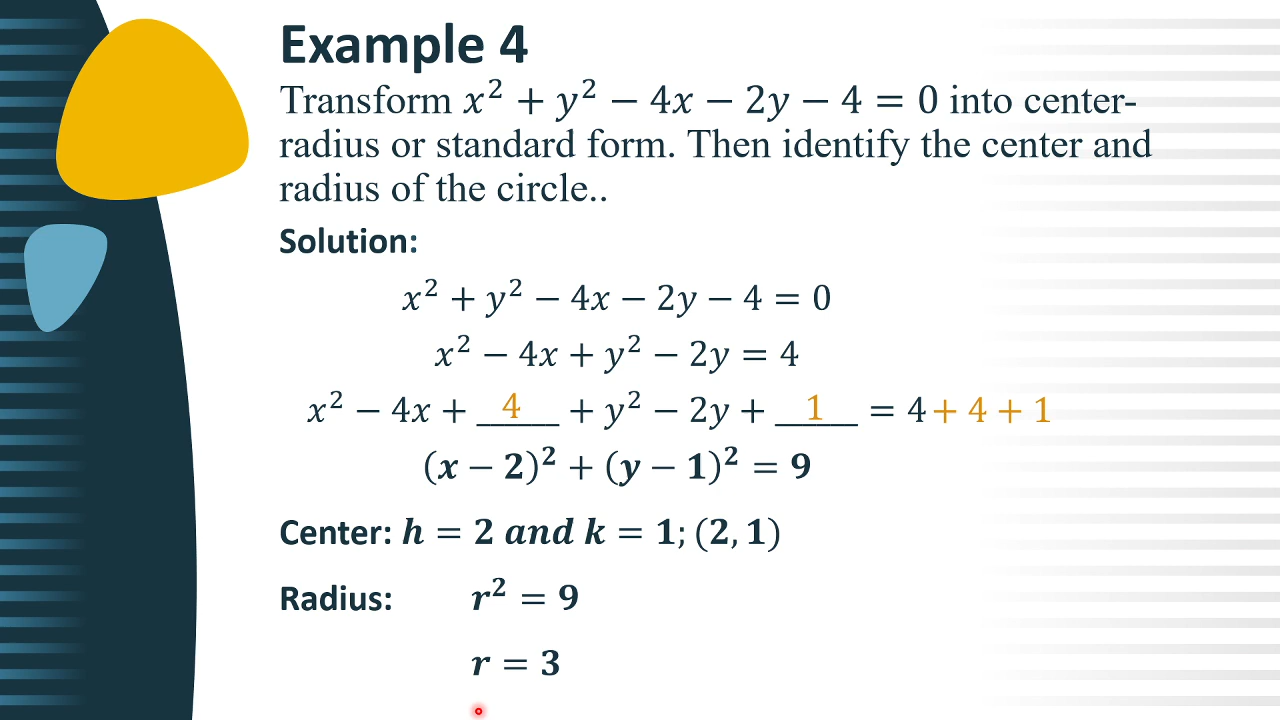 Example 4
Transform x² + y² − 4x − 2y − 4 = 0 into center-
radius or standard form. Then identify the center and
radius of the circle..
Solution:
x² + y² − 4x − 2y − 4 = 0
x² − 4x + y² − 2y = 4
x² − 4x + __4__ + y² − 2y + __1__ = 4 + 4 + 1
(x − 2)² + (y − 1)² = 9
Center: h = 2 and k = 1; (2, 1)
Radius: r² = 9
r = 3